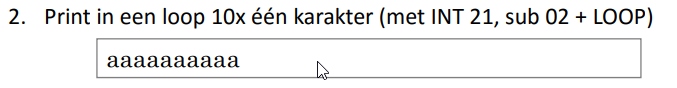 2. Print in een loop 10x één karakter (met INT 21, sub 02 + LOOP)
aaaaaaaaaa